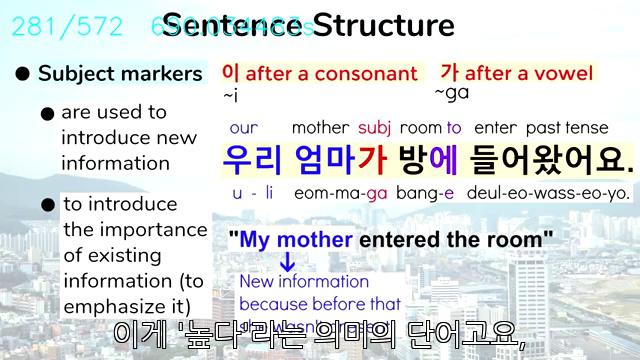 281/572
Sentence Structure
● Subject markers
이 after a consonant
가 after a vowel
~i
~ga
● are used to
introduce new
information
our mother subj room to enter past tense
우리 엄마가 방에 들어왔어요.
u - li eom-ma-ga bang-e deul-eo-wass-eo-yo.
● to introduce
the importance
of existing
information (to
emphasize it)
"My mother entered the room"
New information
because before that
이게 '높다'라는 의미의 단어고요,